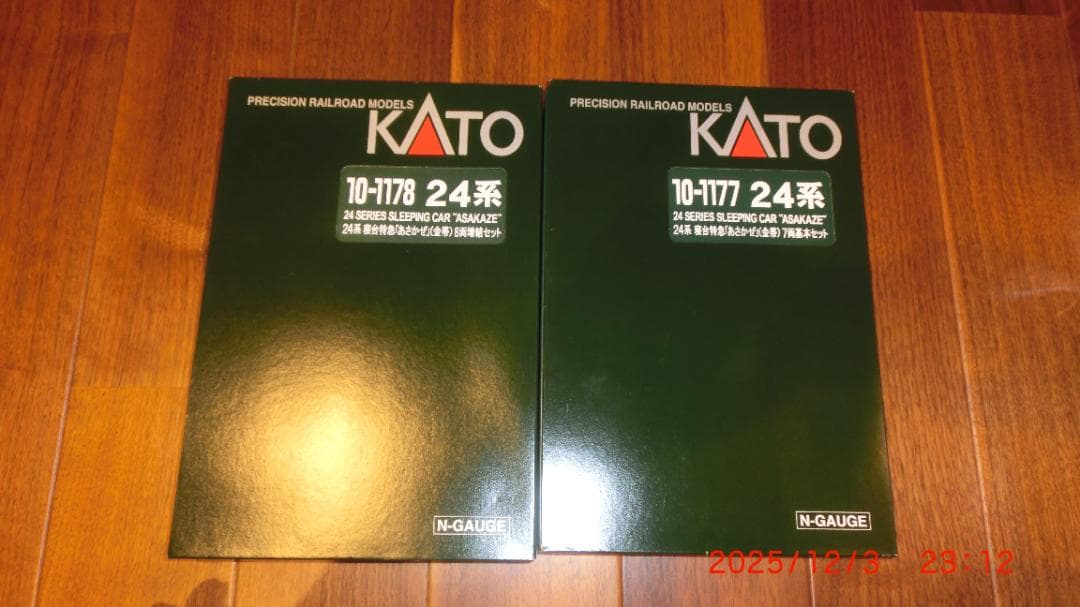 PRECISION RAILROAD MODELS
KATO
10-1178 24系
24 SERIES SLEEPING CAR "ASAKAZE"
24系 寝台特急「あさかぜ」(金帯) 8両増結セット
N-GAUGE
PRECISION RAILROAD MODELS
KATO
10-1177 24系
24 SERIES SLEEPING CAR "ASAKAZE"
24系 寝台特急「あさかぜ」(金帯) 7両基本セット
N-GAUGE
2025/12/3 23:12